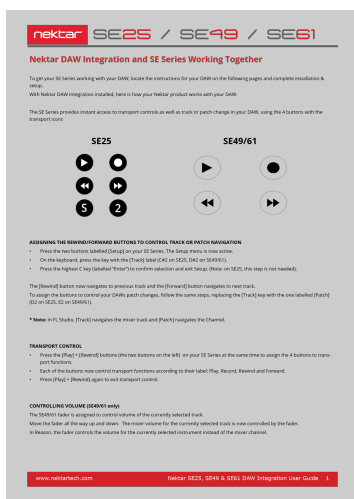 nektar SE25 / SE49 / SE61
Nektar DAW Integration and SE Series Working Together
To get your SE Series working with your DAW, locate the instructions for your DAW on the following pages and complete installation &
setup.
With Nektar DAW Integration installed, here is how your Nektar product works with your DAW.
The SE Series provides instant access to transport controls as well as track or patch change in your DAW, using the 4 buttons with the
transport icons
SE25 SE49/61
S 2
ASSIGNING THE REWIND/FORWARD BUTTONS TO CONTROL TRACK OR PATCH NAVIGATION
• Press the two buttons labelled [Setup] on your SE Series. The Setup menu is now active.
• On the keyboard, press the key with the [Track] label (C#2 on SE25, D#2 on SE49/61).
• Press the highest C key (labelled "Enter") to confirm selection and exit Setup. (Note: on SE25, this step is not needed).
The [Rewind] button now navigates to previous track and the [Forward] button navigates to next track.
To assign the buttons to control your DAWs patch changes, follow the same steps, replacing the [Track] key with the one labelled [Patch]
(D2 on SE25, E2 on SE49/61).
* Note: In FL Studio, [Track] navigates the mixer track and [Patch] navigates the Channel.
TRANSPORT CONTROL
• Press the [Play] + [Rewind] buttons (the two buttons on the left) on your SE Series at the same time to assign the 4 buttons to trans-
port functions.
• Each of the buttons now control transport functions according to their label: Play, Record, Rewind and Forward.
• Press [Play] + [Rewind] again to exit transport control.
CONTROLLING VOLUME (SE49/61 only)
The SE49/61 fader is assigned to control volume of the currently selected track.
Move the fader all the way up and down. The mixer volume for the currently selected track is now controlled by the fader.
In Reason, the fader controls the volume for the currently selected instrument instead of the mixer channel.
www.nektartech.com Nektar SE25, SE49 & SE61 DAW Integration User Guide 1